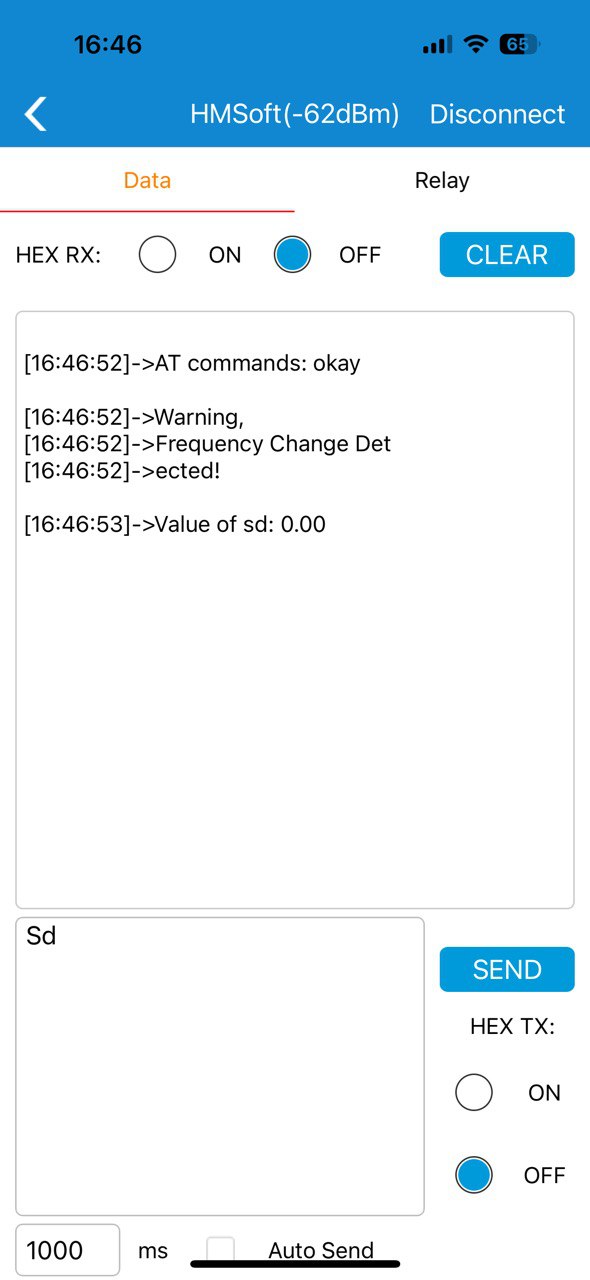 16:46
65
HMSoft(-62dBm) Disconnect
Data Relay
HEX RX: ON OFF CLEAR
[16:46:52]->AT commands: okay
[16:46:52]->Warning,
[16:46:52]->Frequency Change Det
[16:46:52]->ected!
[16:46:53]->Value of sd: 0.00
Sd
SEND
HEX TX:
ON
OFF
1000 ms Auto Send